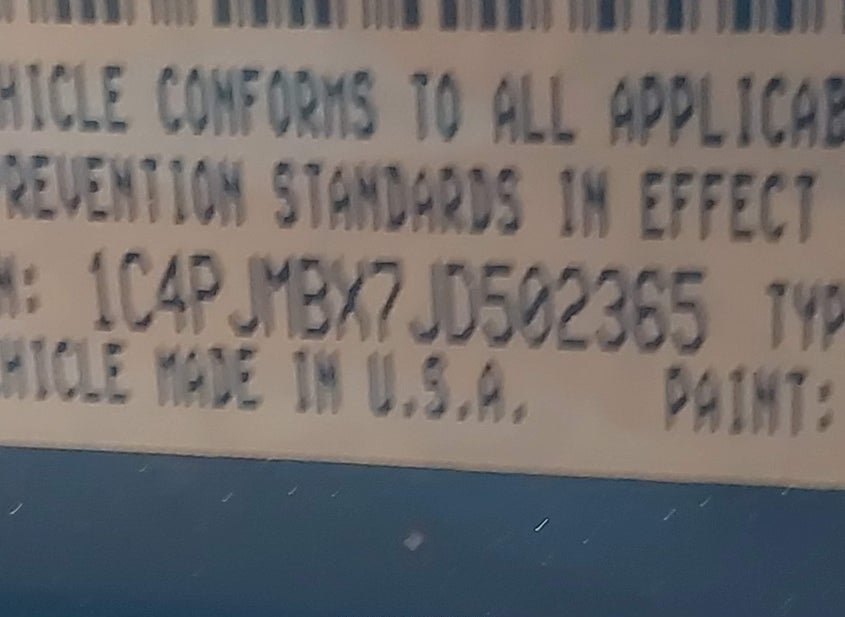 HICLE CONFORMS TO ALL APPLICAB
REVENTION STANDARDS IN EFFECT
N: 1C4PJMBX7JD502365 TYP
HICLE MADE IN U.S.A. PAINT: